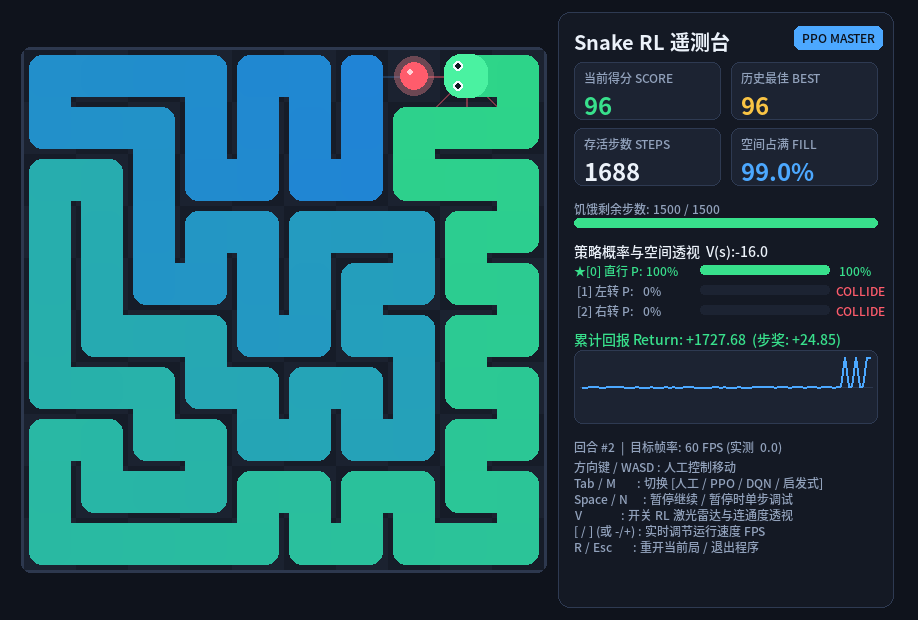 Snake RL 遥测台
PPO MASTER
当前得分 SCORE
96
历史最佳 BEST
96
存活步数 STEPS
1688
空间占满 FILL
99.0%
饥饿剩余步数: 1500 / 1500
策略概率与空间透视 V(s):-16.0
★[0] 直行 P: 100% 100%
[1] 左转 P: 0% COLLIDE
[2] 右转 P: 0% COLLIDE
累计回报 Return: +1727.68 (步奖: +24.85)
回合 #2 | 目标帧率: 60 FPS (实测 0.0)
方向键 / WASD : 人工控制移动
Tab / M : 切换 [人工 / PPO / DQN / 启发式]
Space / N : 暂停继续 / 暂停时单步调试
V : 开关 RL 激光雷达与连通度透视
[ / ] (或 -/+) : 实时调节运行速度 FPS
R / Esc : 重开当前局 / 退出程序